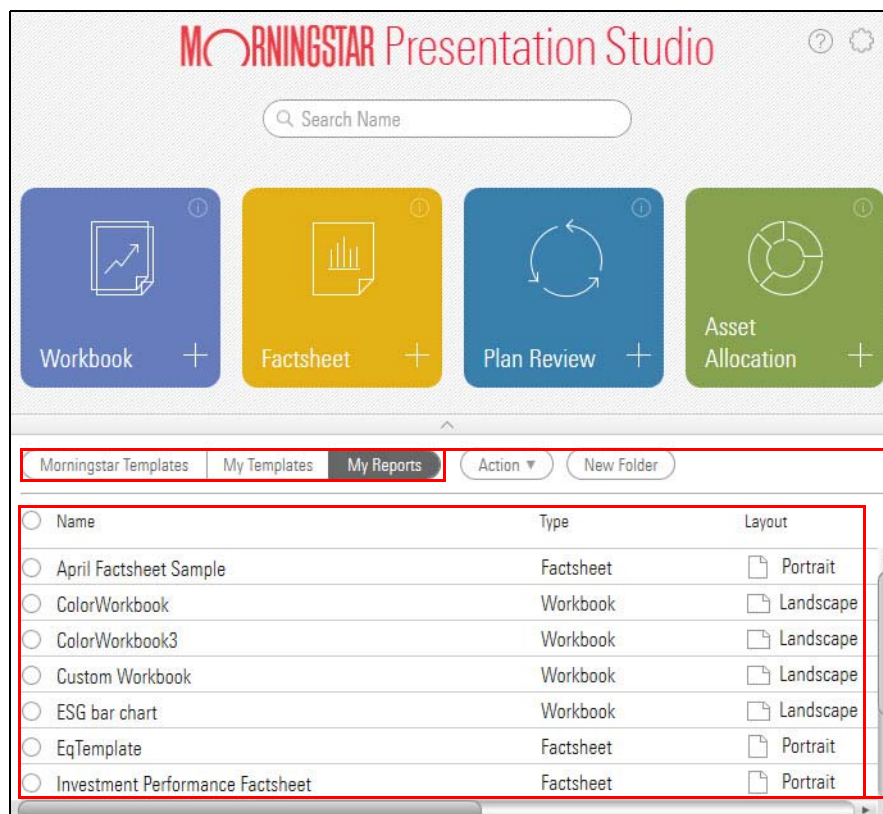 MORNINGSTAR Presentation Studio
Search Name
Workbook
Factsheet
Plan Review
Asset
Allocation
Morningstar Templates My Templates My Reports Action New Folder
Name Type Layout
April Factsheet Sample Factsheet Portrait
ColorWorkbook Workbook Landscape
ColorWorkbook3 Workbook Landscape
Custom Workbook Workbook Landscape
ESG bar chart Workbook Landscape
EqTemplate Factsheet Portrait
Investment Performance Factsheet Factsheet Portrait